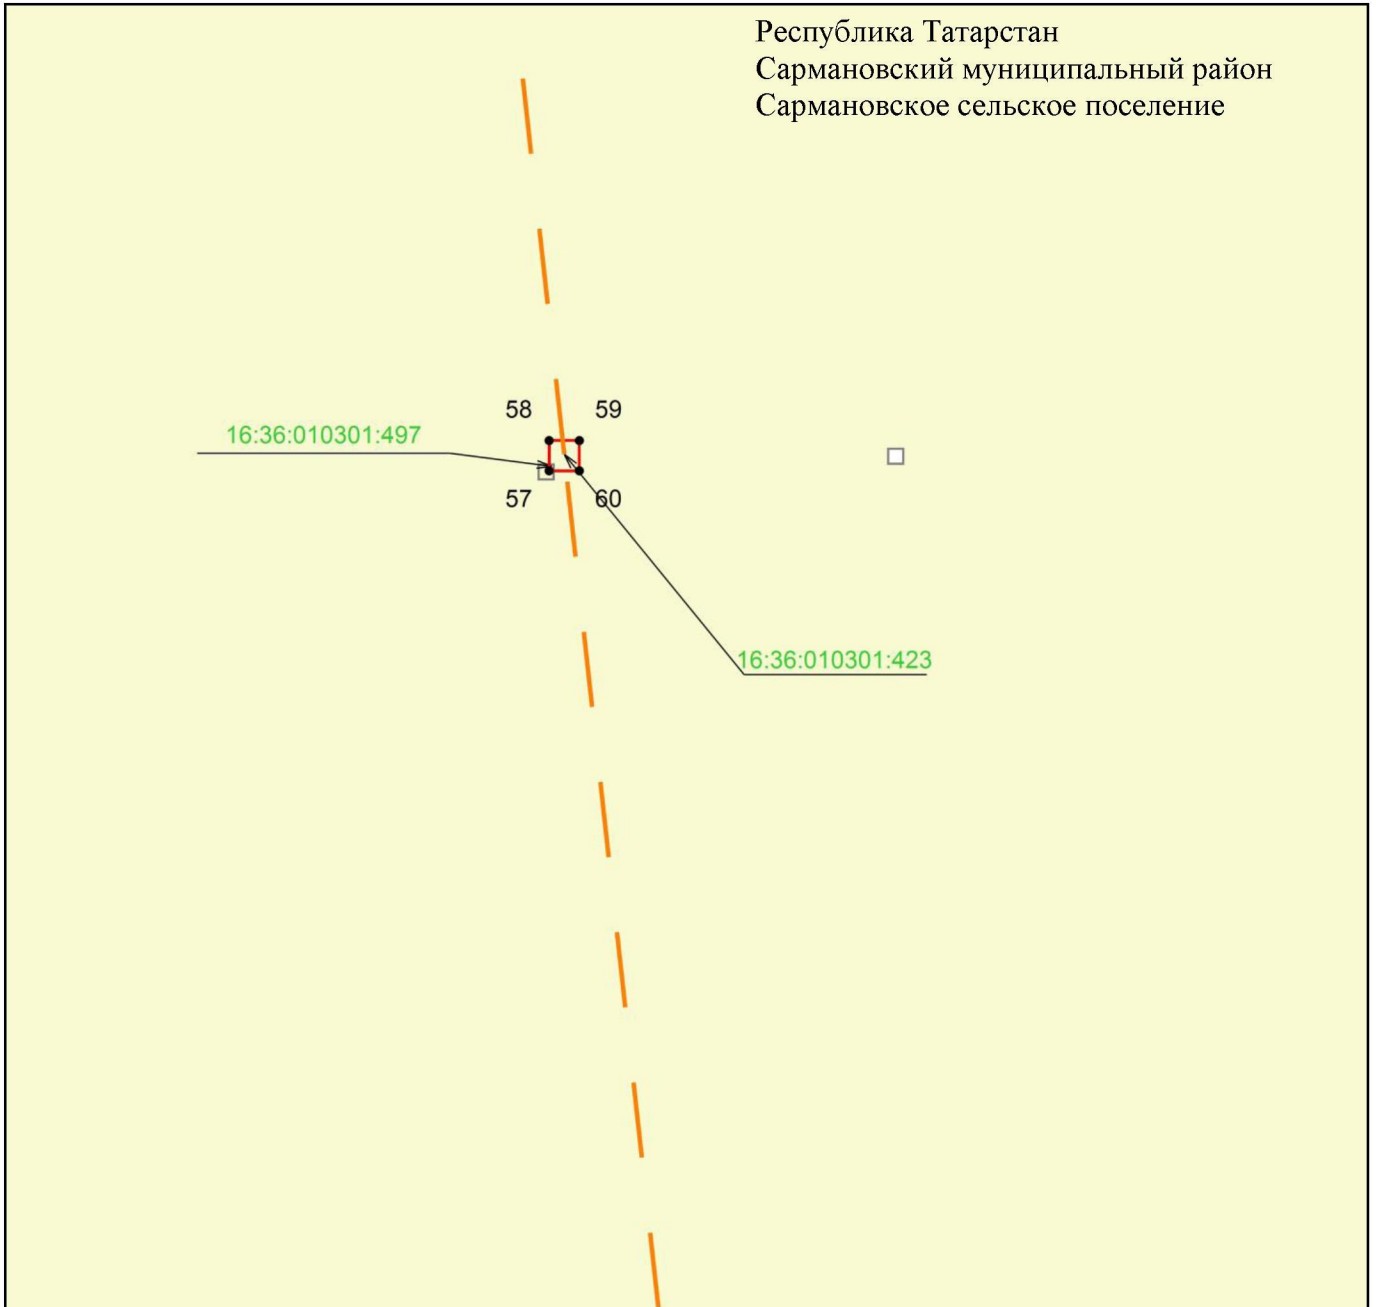 Республика Татарстан
Сармановский муниципальный район
Сармановское сельское поселение
58 59
16:36:010301:497
57 60
16:36:010301:423